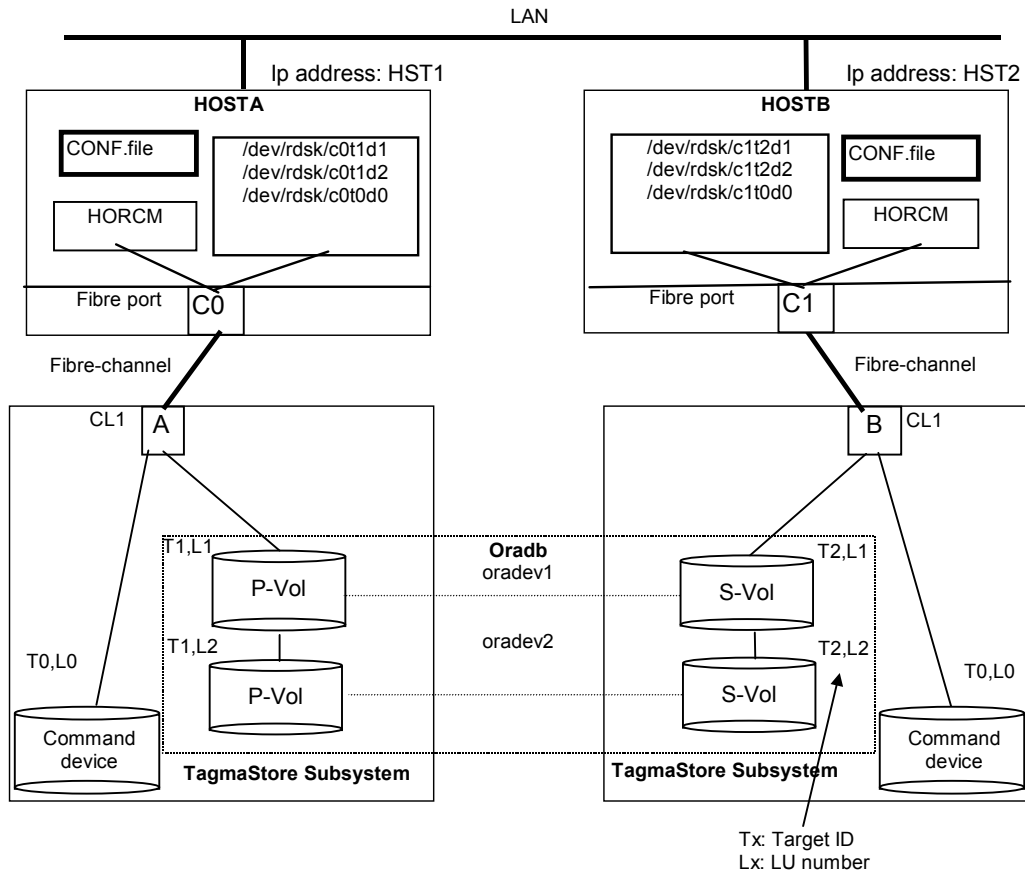 LAN
Ip address: HST1
Ip address: HST2
HOSTA
HOSTB
CONF.file
/dev/rdsk/c0t1d1
/dev/rdsk/c0t1d2
/dev/rdsk/c0t0d0
HORCM
/dev/rdsk/c1t2d1
/dev/rdsk/c1t2d2
/dev/rdsk/c1t0d0
CONF.file
HORCM
Fibre port
C0
Fibre port
C1
Fibre-channel
Fibre-channel
CL1
A
B
CL1
T1,L1
Oradb
oradev1
T2,L1
P-Vol
S-Vol
T1,L2
oradev2
T2,L2
P-Vol
S-Vol
T0,L0
T0,L0
Command
device
Command
device
TagmaStore Subsystem
TagmaStore Subsystem
Tx: Target ID
Lx: LU number